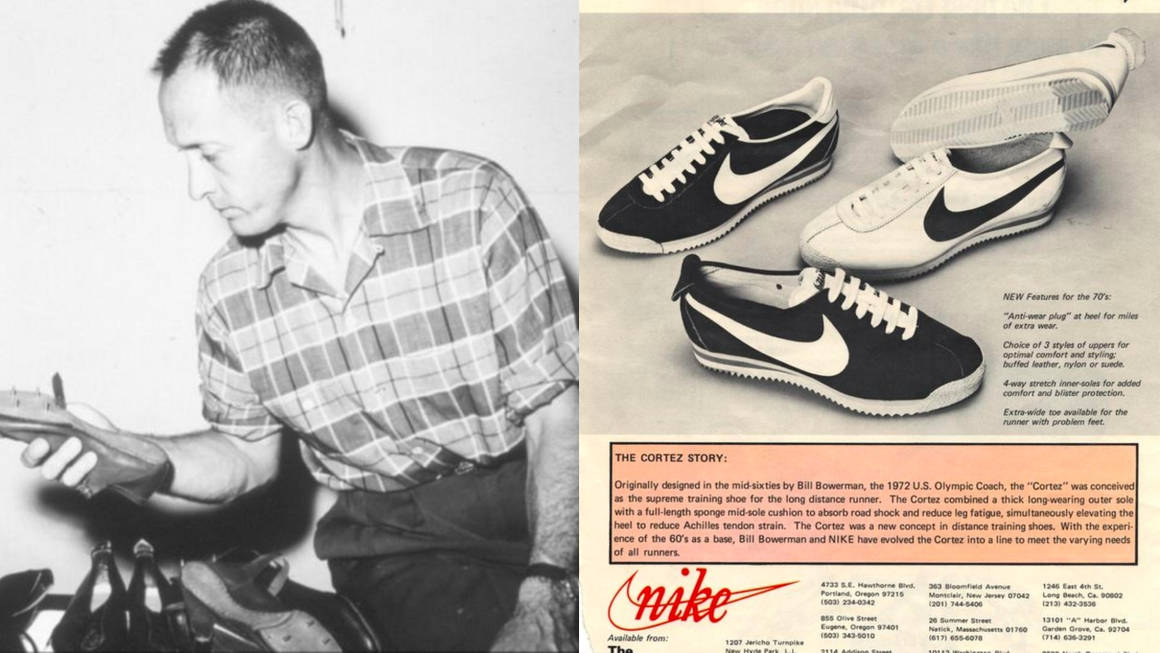 NEW Features for the 70's:
"Anti-wear plug" at heel for miles
of extra wear.
Choice of 3 styles of uppers for
optimal comfort and styling;
buffed leather, nylon or suede.
4-way stretch inner-soles for added
comfort and blister protection.
Extra-wide toe available for the
runner with problem feet.
THE CORTEZ STORY:
Originally designed in the mid-sixties by Bill Bowerman, the 1972 U.S. Olympic Coach, the "Cortez" was conceived
as the supreme training shoe for the long distance runner. The Cortez combined a thick long-wearing outer sole
with a full-length sponge mid-sole cushion to absorb road shock and reduce leg fatigue, simultaneously elevating the
heel to reduce Achilles tendon strain. The Cortez was a new concept in distance training shoes. With the experi-
ence of the 60's as a base, Bill Bowerman and NIKE have evolved the Cortez into a line to meet the varying needs
of all runners.
nike
Available from:
The
1207 Jericho Turnpike
New Hyde Park, L.I.
4733 S.E. Hawthorne Blvd.
Portland, Oregon 97215
(503) 234-0342
855 Olive Street
Eugene, Oregon 97401
(503) 343-5010
3114 Addison Street
363 Bloomfield Avenue
Montclair, New Jersey 07042
(201) 744-5406
26 Summer Street
Natick, Massachusetts 01760
(617) 655-6078
1246 East 4th St.
Long Beach, Ca. 90802
(213) 432-3536
13101 "A" Harbor Blvd.
Garden Grove, Ca. 92704
(714) 636-3291